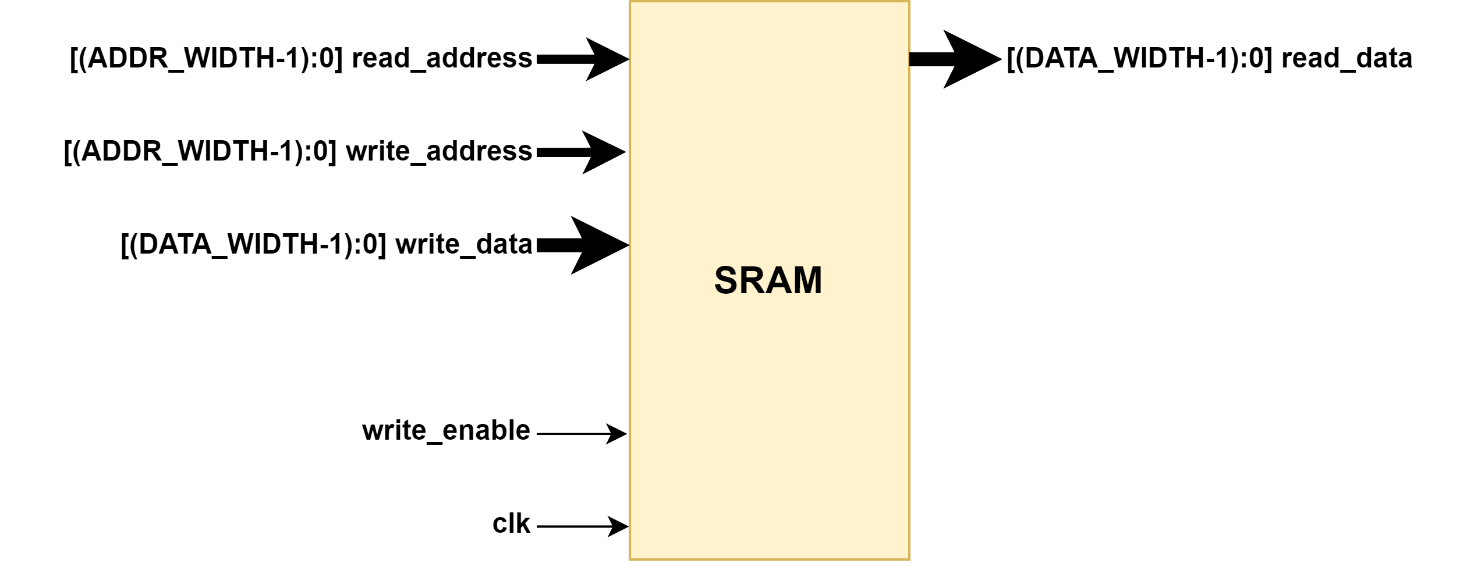 [(ADDR_WIDTH-1):0] read_address
[(DATA_WIDTH-1):0] read_data
[(ADDR_WIDTH-1):0] write_address
[(DATA_WIDTH-1):0] write_data
SRAM
write_enable
clk